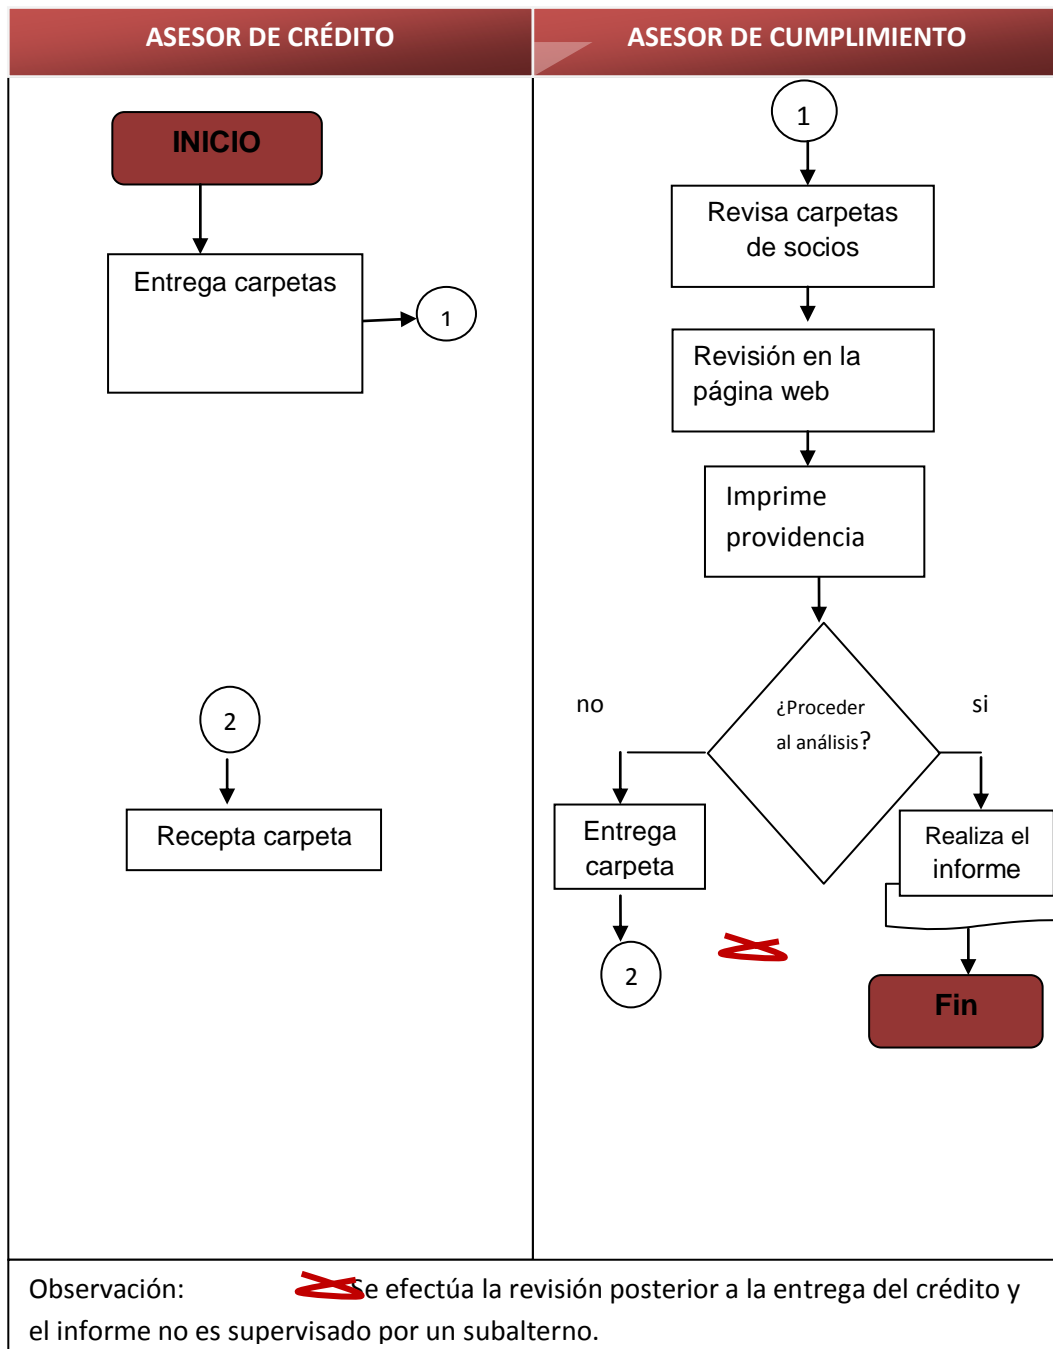 ASESOR DE CRÉDITO
ASESOR DE CUMPLIMIENTO
INICIO
Entrega carpetas
1
2
Recepta carpeta
1
Revisa carpetas
de socios
Revisión en la
página web
Imprime
providencia
¿Proceder
al análisis?
no
si
Entrega
carpeta
2
Realiza el
informe
Fin
Observación: Se efectúa la revisión posterior a la entrega del crédito y
el informe no es supervisado por un subalterno.